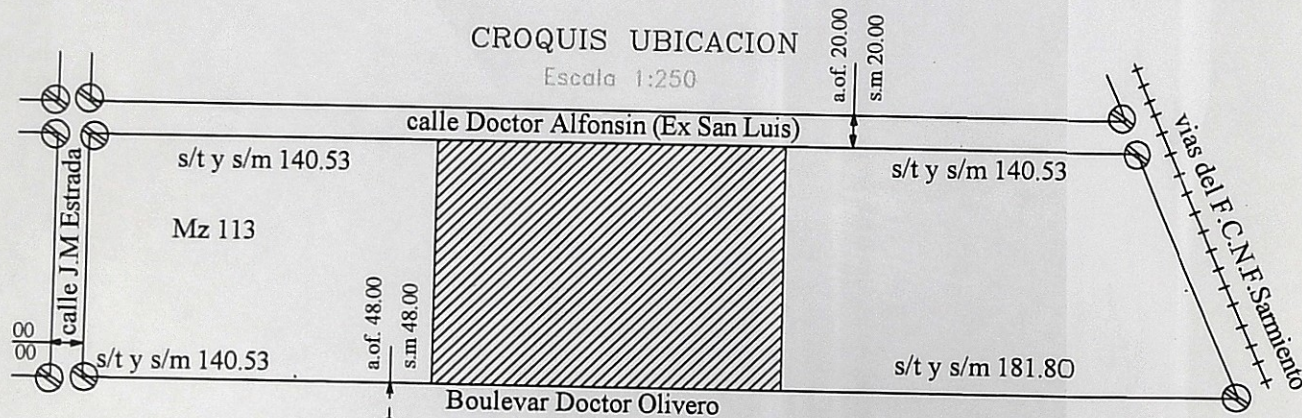 CROQUIS UBICACION
Escala 1:250
a.of. 20.00
s.m 20.00
calle Doctor Alfonsin (Ex San Luis)
s/t y s/m 140.53
s/t y s/m 140.53
vias del F.C.N.F.Sarmiento
calle J.M Estrada
Mz 113
a.of. 48.00
s.m 48.00
00
00
s/t y s/m 140.53
s/t y s/m 181.80
Boulevar Doctor Olivero